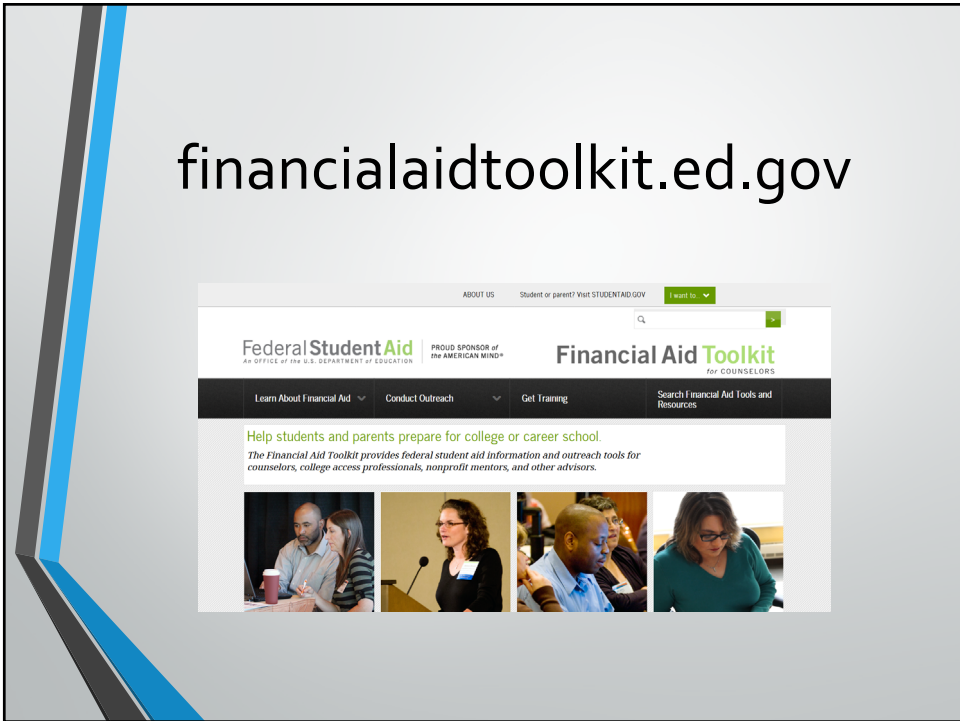 financialaidtoolkit.ed.gov
ABOUT US
Student or parent? Visit STUDENTAID.GOV
I want to..
Federal Student Aid
An OFFICE of the U.S. DEPARTMENT of EDUCATION
PROUD SPONSOR of
the AMERICAN MIND®
Financial Aid Toolkit
for COUNSELORS
Learn About Financial Aid
Conduct Outreach
Get Training
Search Financial Aid Tools and
Resources
Help students and parents prepare for college or career school.
The Financial Aid Toolkit provides federal student aid information and outreach tools for
counselors, college access professionals, nonprofit mentors, and other advisors.